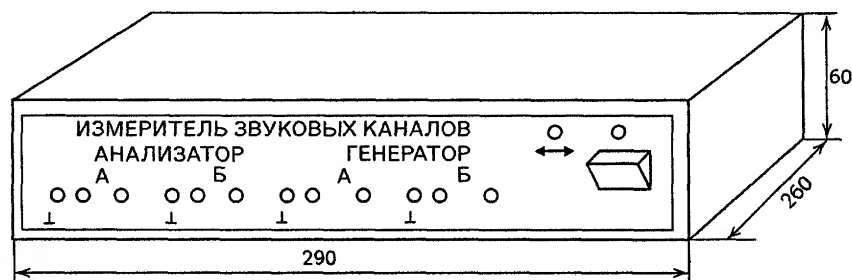 ИЗМЕРИТЕЛЬ ЗВУКОВЫХ КАНАЛОВ
АНАЛИЗАТОР ГЕНЕРАТОР
А Б А Б
⊥ ⊥ ⊥ ⊥
60
260
290